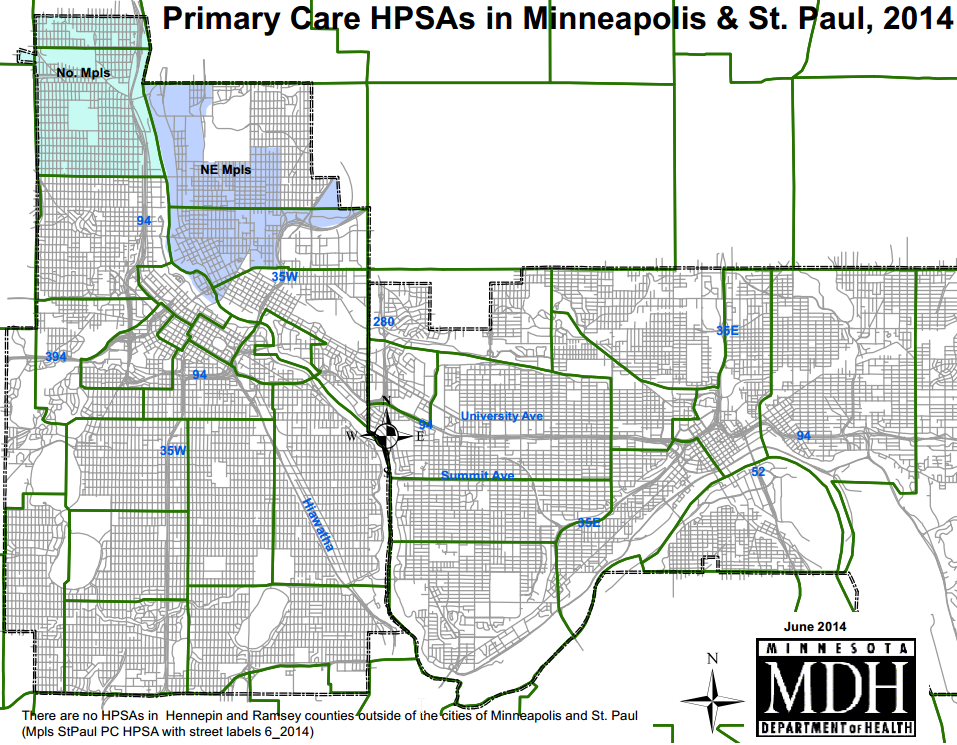 Primary Care HPSAs in Minneapolis & St. Paul, 2014
No. Mpls
NE Mpls
94
35W
280
35E
394
94
N
W
E
University Ave
94
94
35W
Summit Ave
52
Hiawatha
35E
June 2014
MINNESOTA
MDH
DEPARTMENT OF HEALTH
N
There are no HPSAs in Hennepin and Ramsey counties outside of the cities of Minneapolis and St. Paul
(Mpls StPaul PC HPSA with street labels 6_2014)